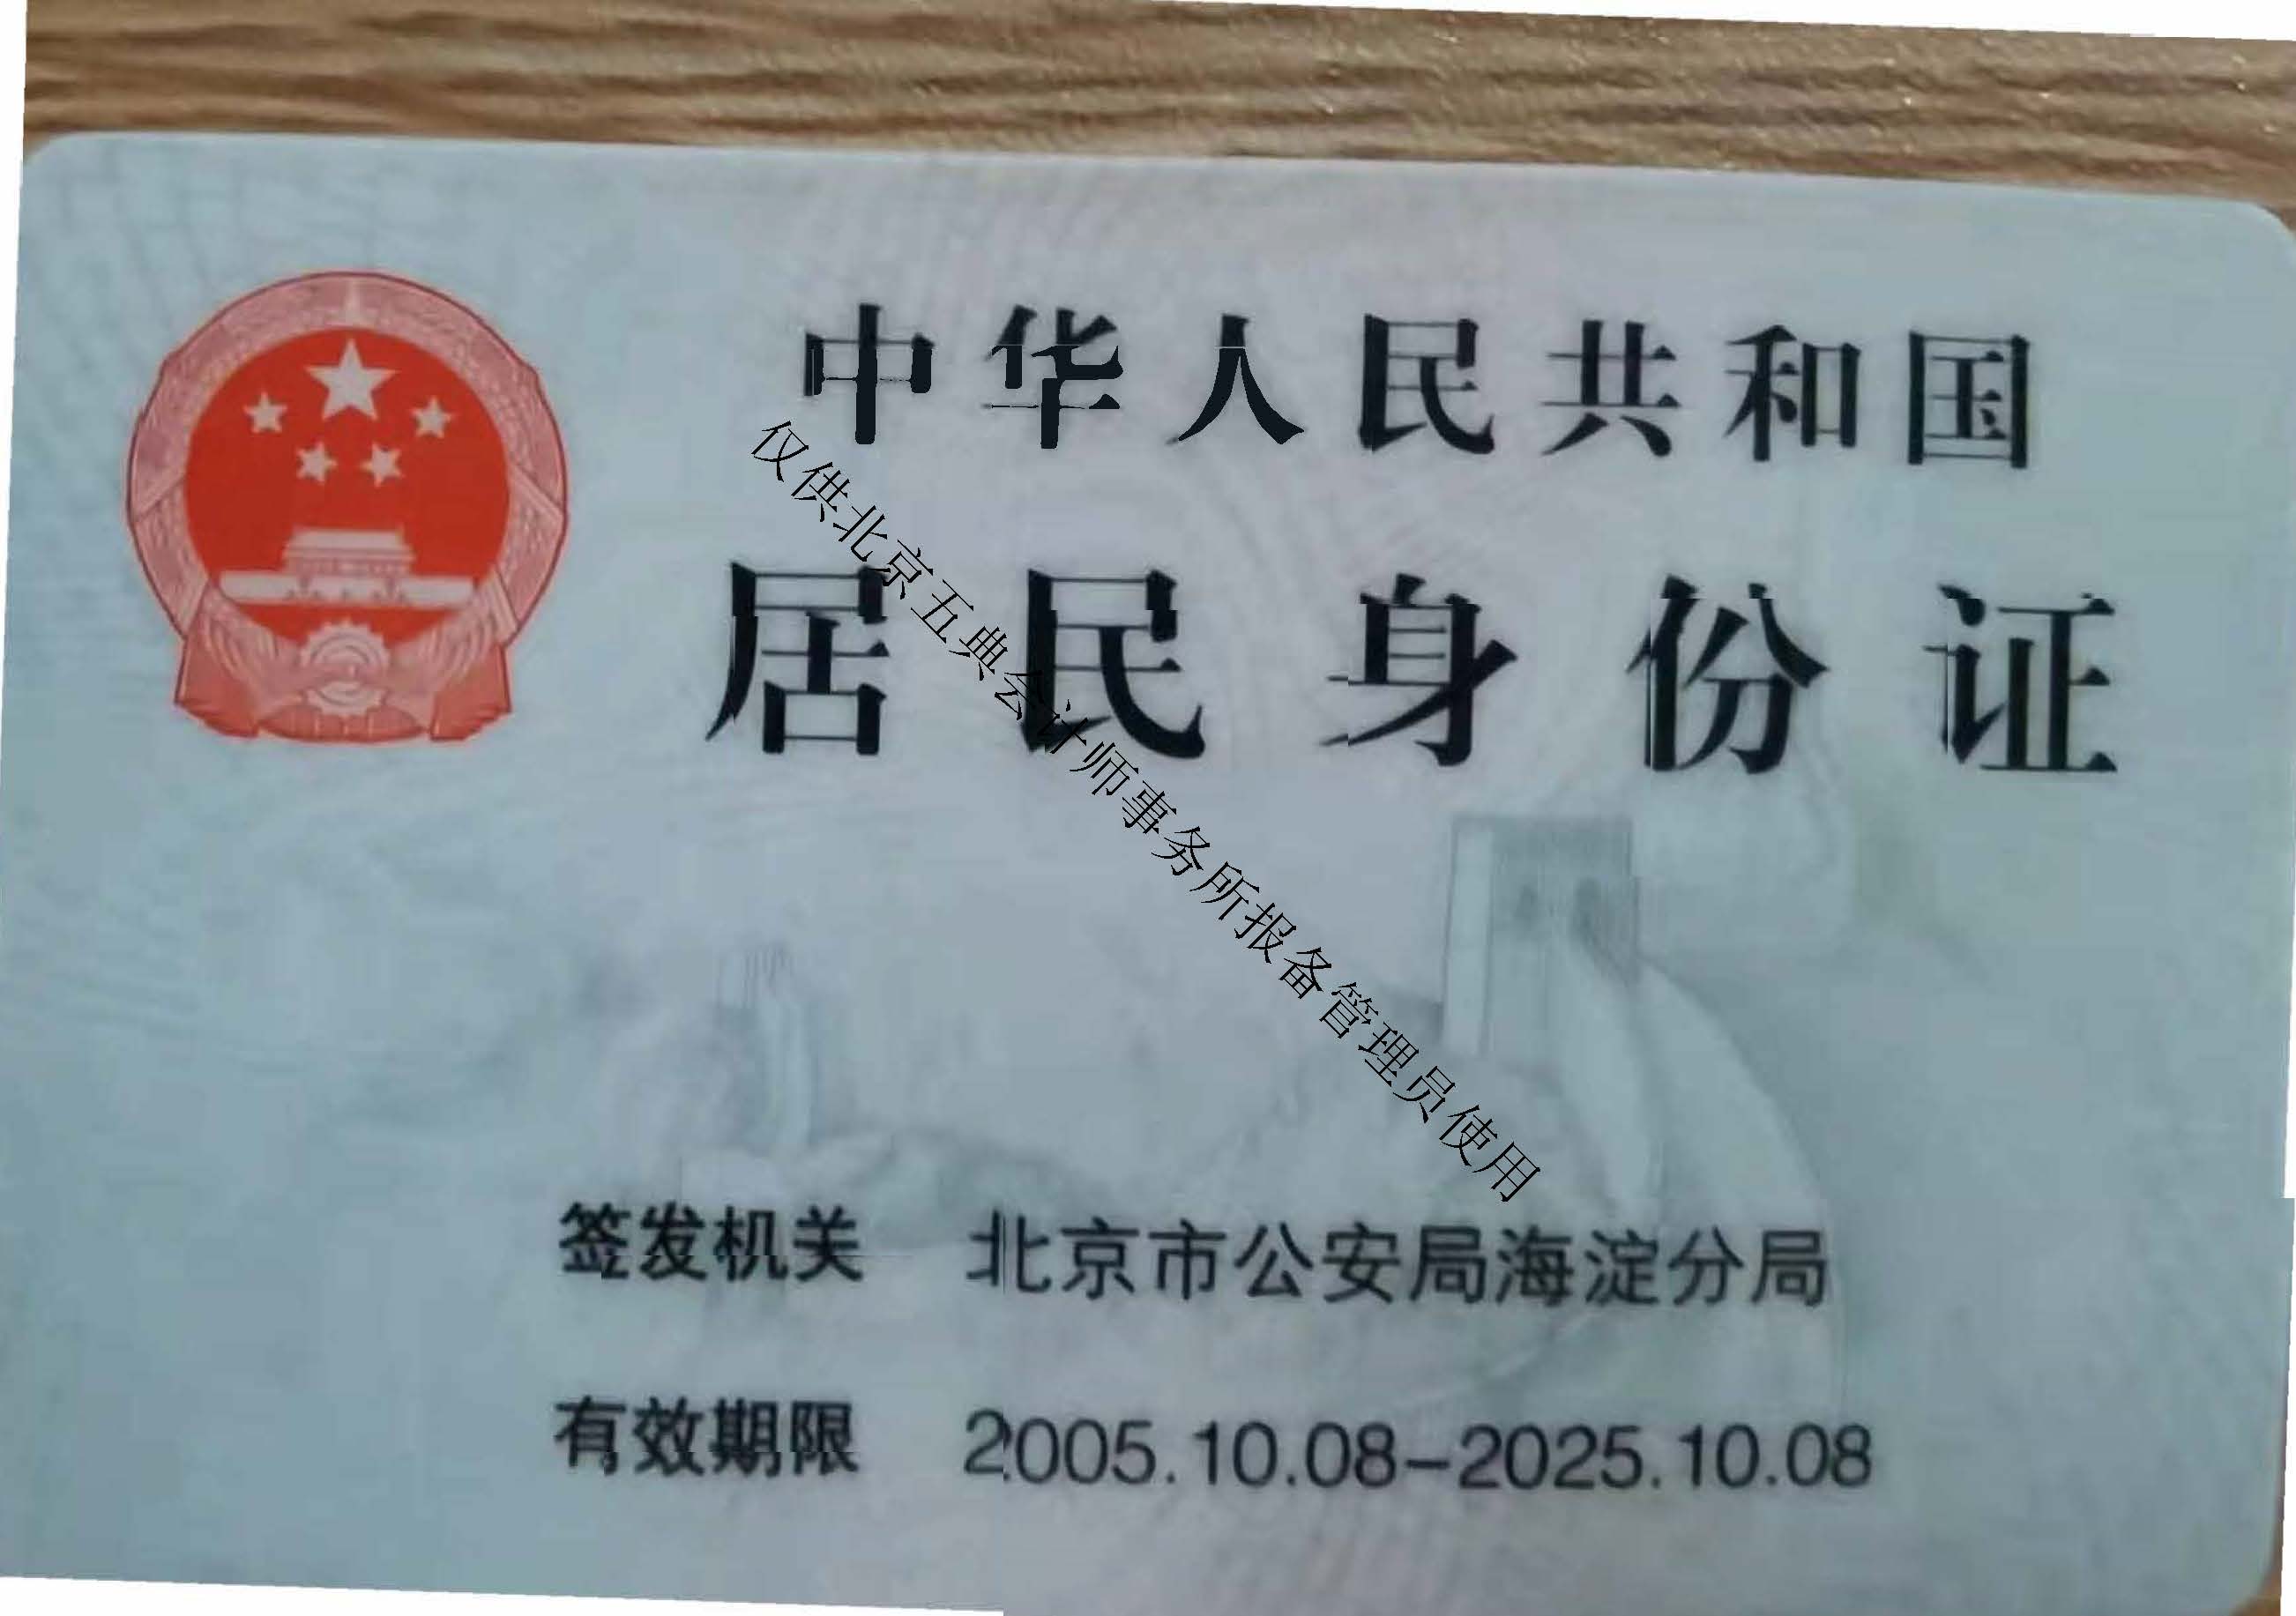 中华人民共和国
居民身份证
仅供北京五典会计师事务所报备管理员使用
签发机关 北京市公安局海淀分局
有效期限 2005.10.08-2025.10.08